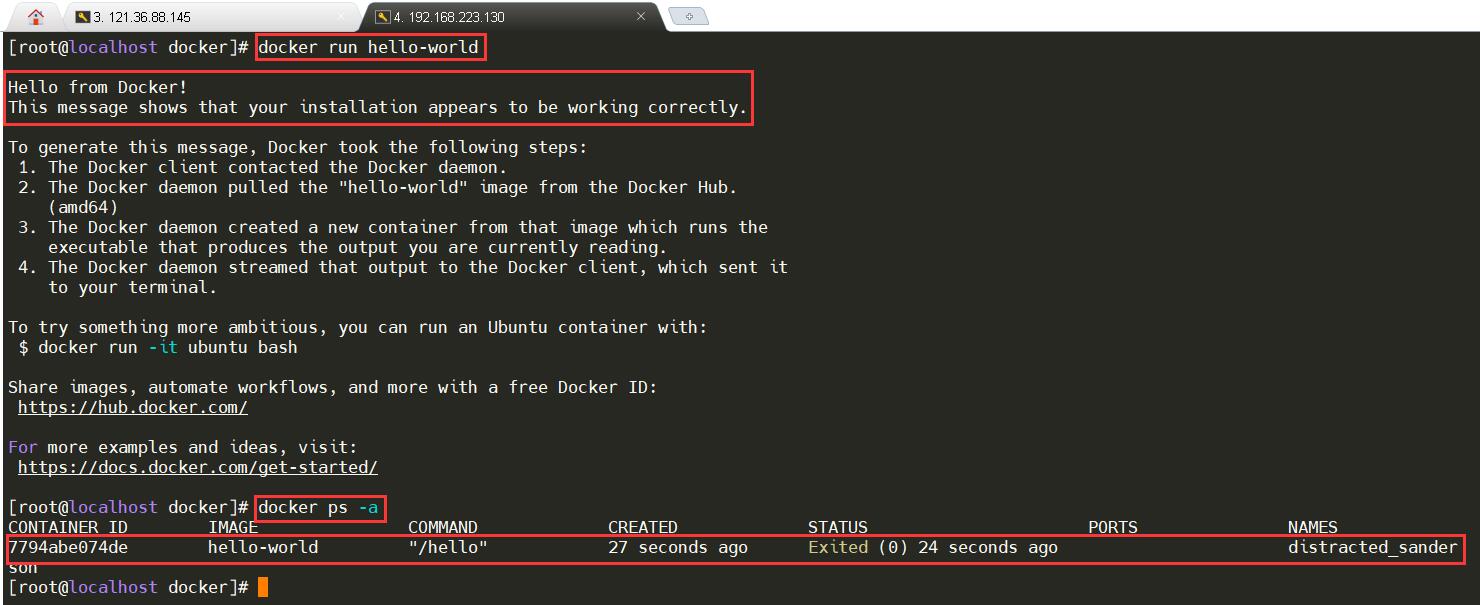 3. 121.36.88.145
4. 192.168.223.130
[root@localhost docker]# docker run hello-world
Hello from Docker!
This message shows that your installation appears to be working correctly.
To generate this message, Docker took the following steps:
1. The Docker client contacted the Docker daemon.
2. The Docker daemon pulled the "hello-world" image from the Docker Hub.
(amd64)
3. The Docker daemon created a new container from that image which runs the
executable that produces the output you are currently reading.
4. The Docker daemon streamed that output to the Docker client, which sent it
to your terminal.
To try something more ambitious, you can run an Ubuntu container with:
$ docker run -it ubuntu bash
Share images, automate workflows, and more with a free Docker ID:
https://hub.docker.com/
For more examples and ideas, visit:
https://docs.docker.com/get-started/
[root@localhost docker]# docker ps -a
CONTAINER ID IMAGE COMMAND CREATED STATUS PORTS NAMES
7794abe074de hello-world "/hello" 27 seconds ago Exited (0) 24 seconds ago distracted_sander
son
[root@localhost docker]#